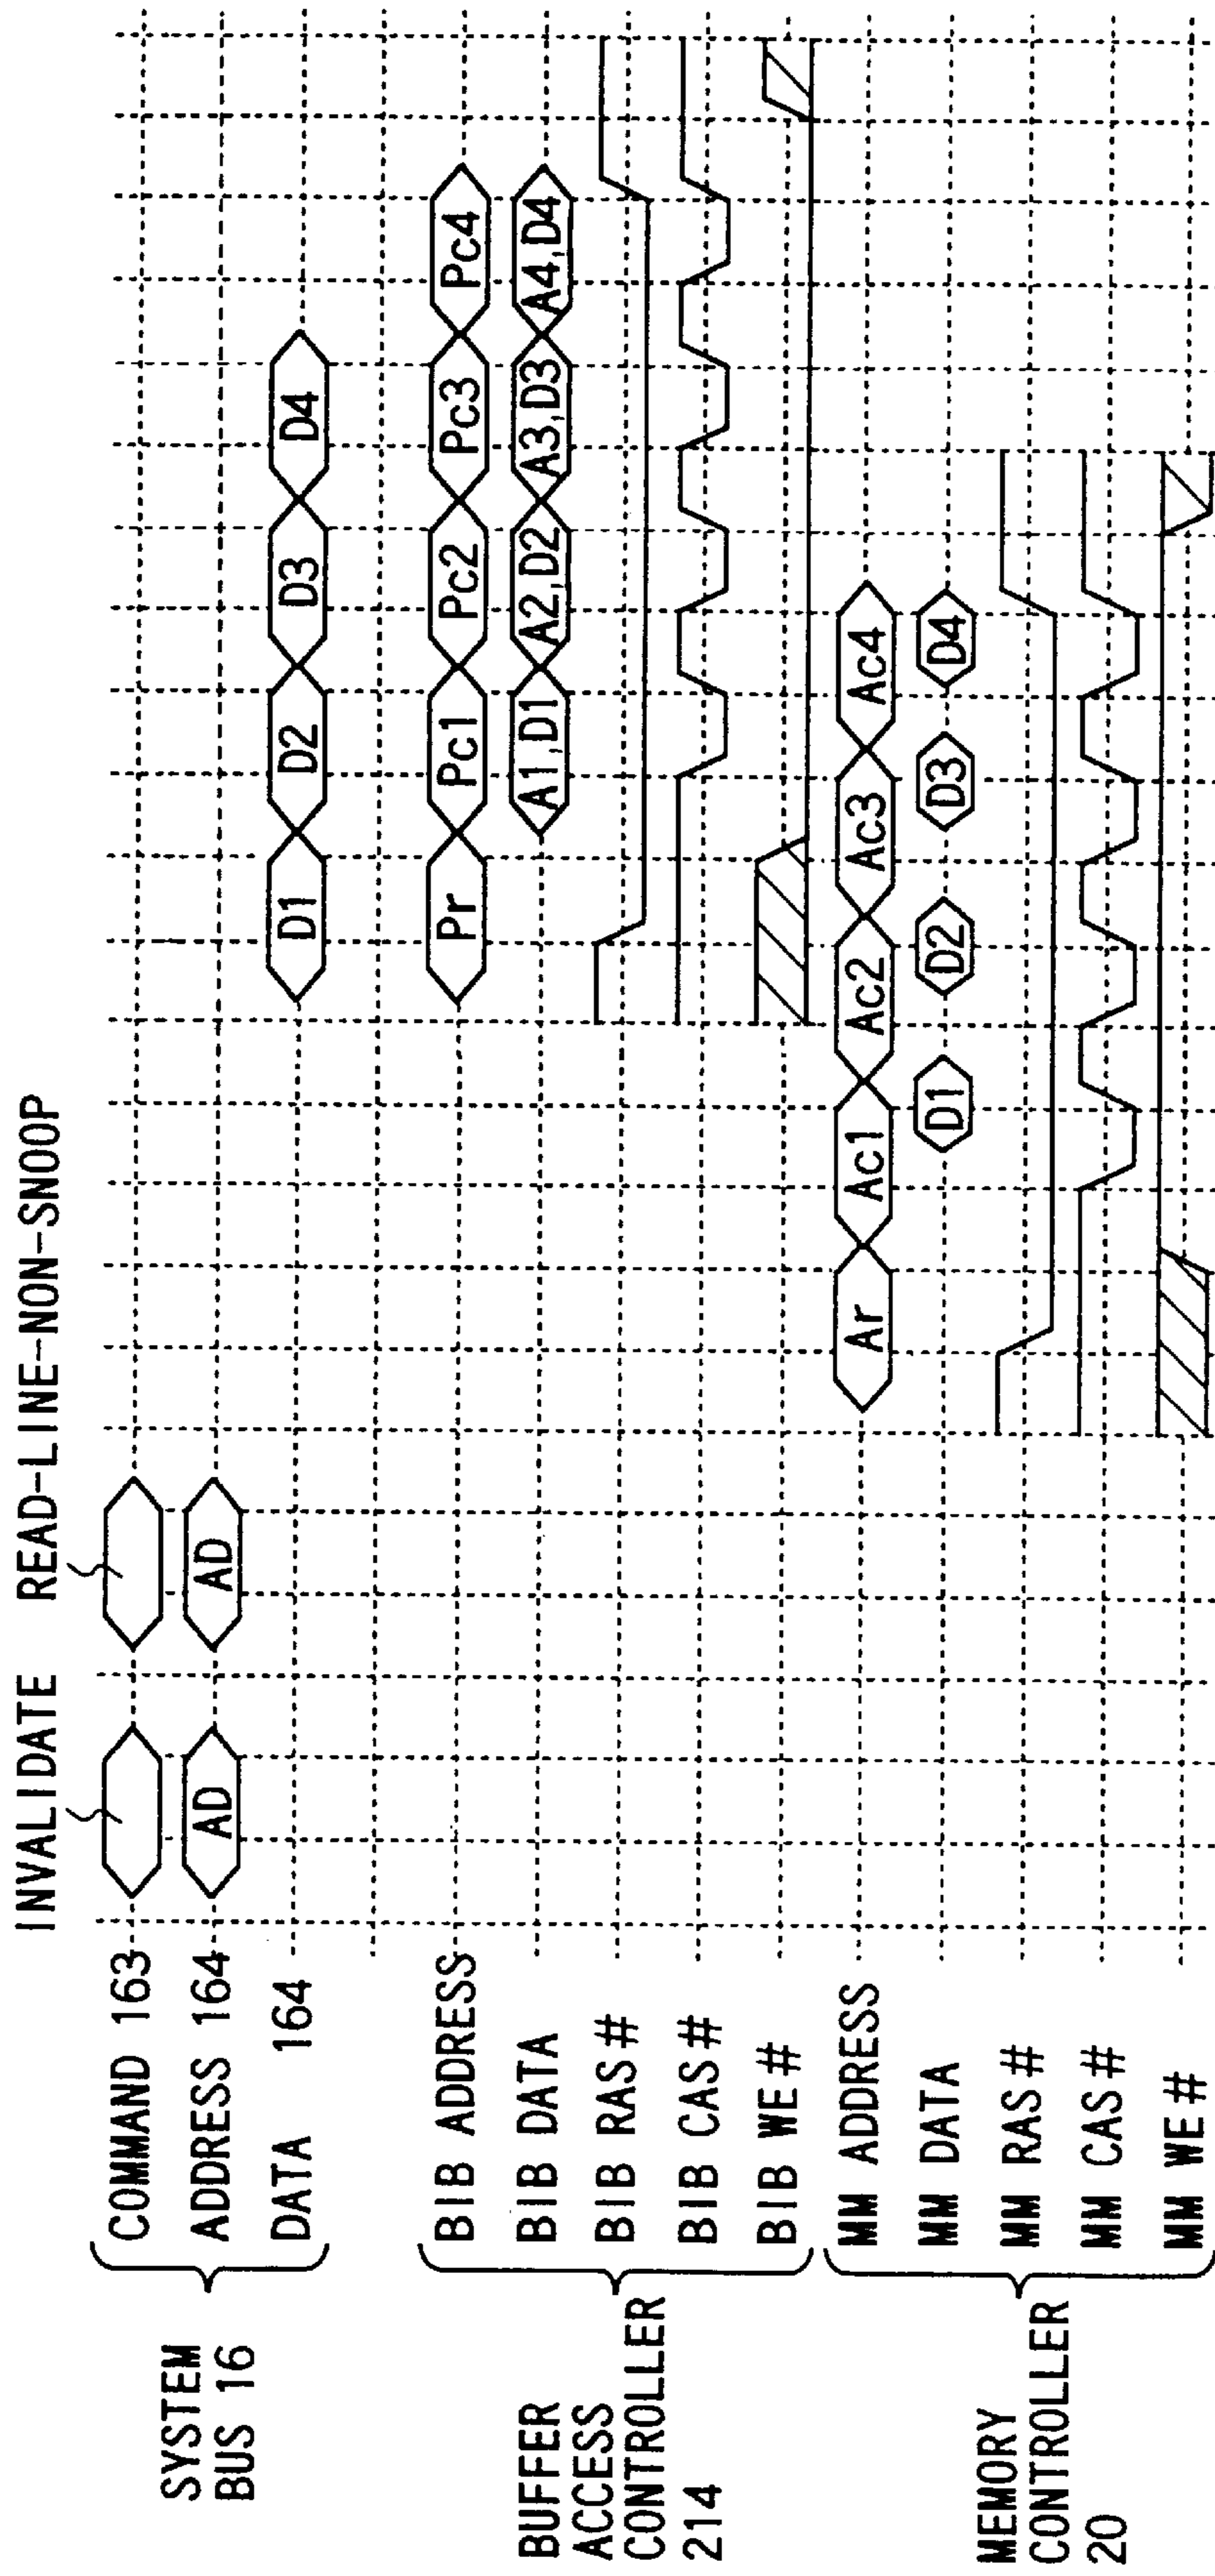 INVALIDATE READ-LINE-NON-SNOOP
SYSTEM
BUS 16
COMMAND 163
ADDRESS 164
AD AD
DATA 164
D1 D2 D3 D4
BUFFER
ACCESS
CONTROLLER
214
BIB ADDRESS
Pr Pc1 Pc2 Pc3 Pc4
BIB DATA
A1,D1 A2,D2 A3,D3 A4,D4
BIB RAS#
BIB CAS#
BIB WE#
MEMORY
CONTROLLER
20
MM ADDRESS
Ar Ac1 Ac2 Ac3 Ac4
MM DATA
D1 D2 D3 D4
MM RAS#
MM CAS#
MM WE#